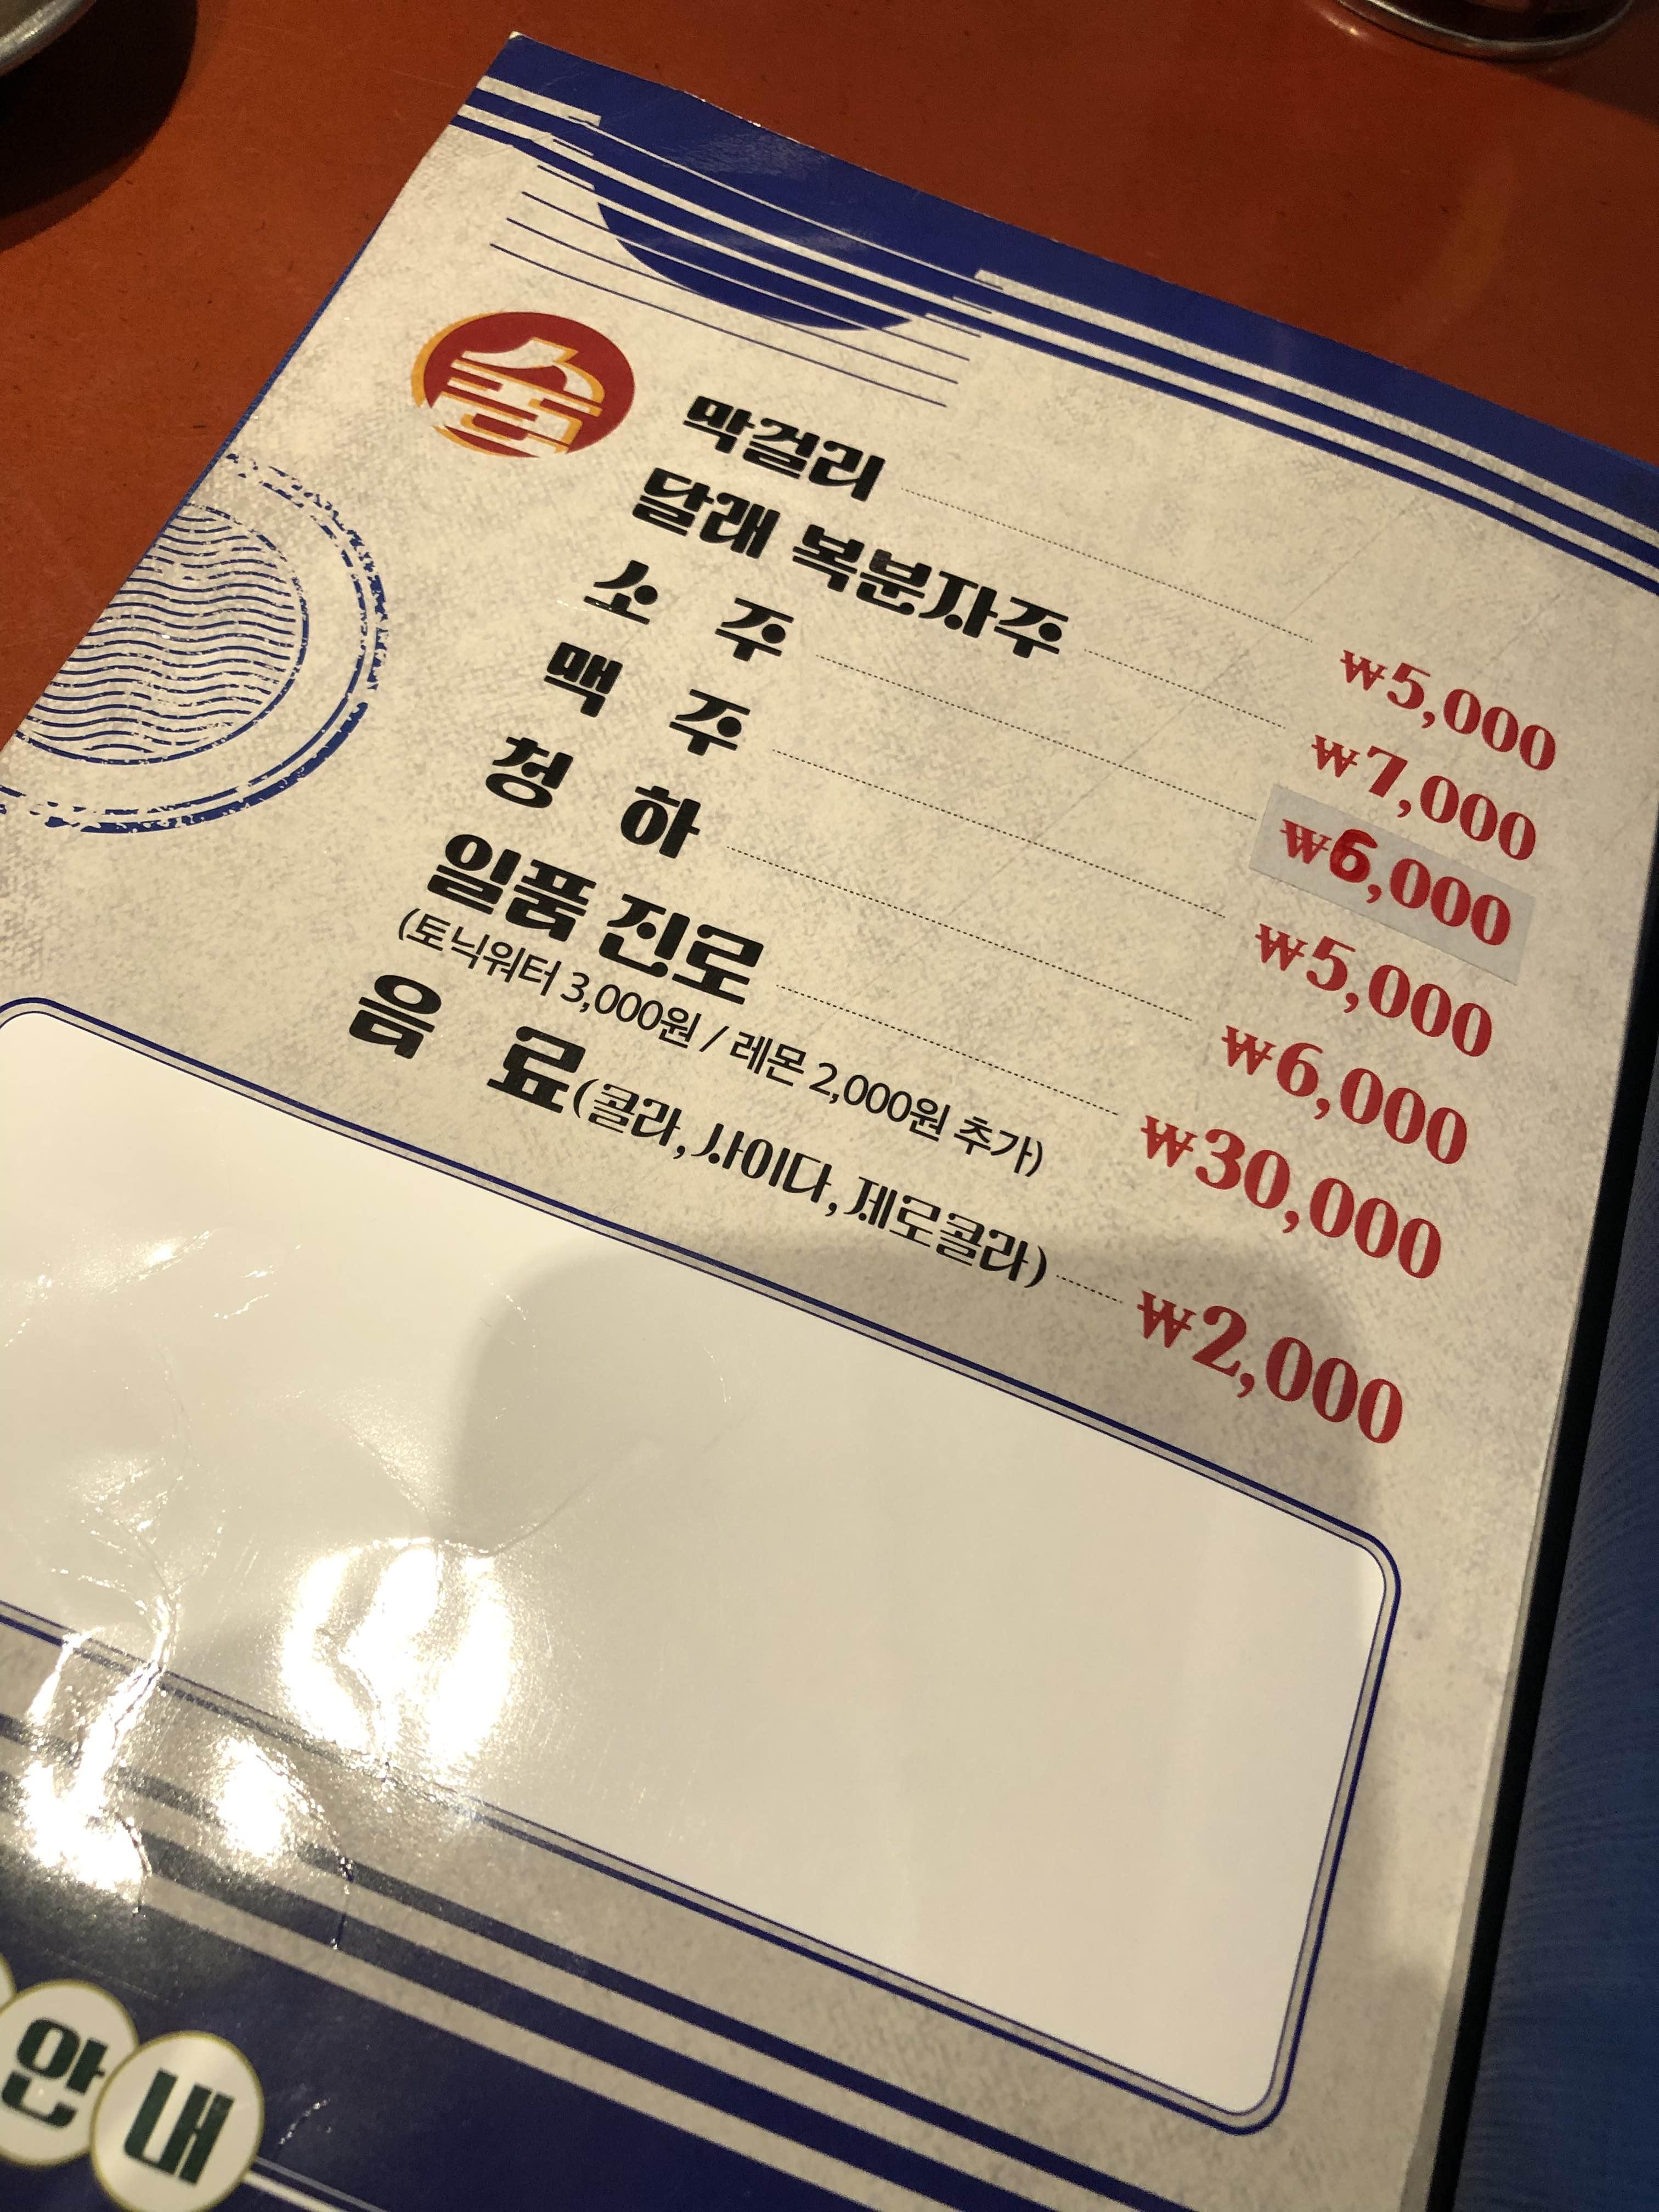 술
막걸리 ₩5,000
달래 복분자주 ₩7,000
소 주 ₩6,000
맥 주 ₩5,000
청 하 ₩6,000
일품 진로 ₩30,000
(토닉워터 3,000원 / 레몬 2,000원 추가)
음 료(콜라, 사이다, 제로콜라) ₩2,000
안내